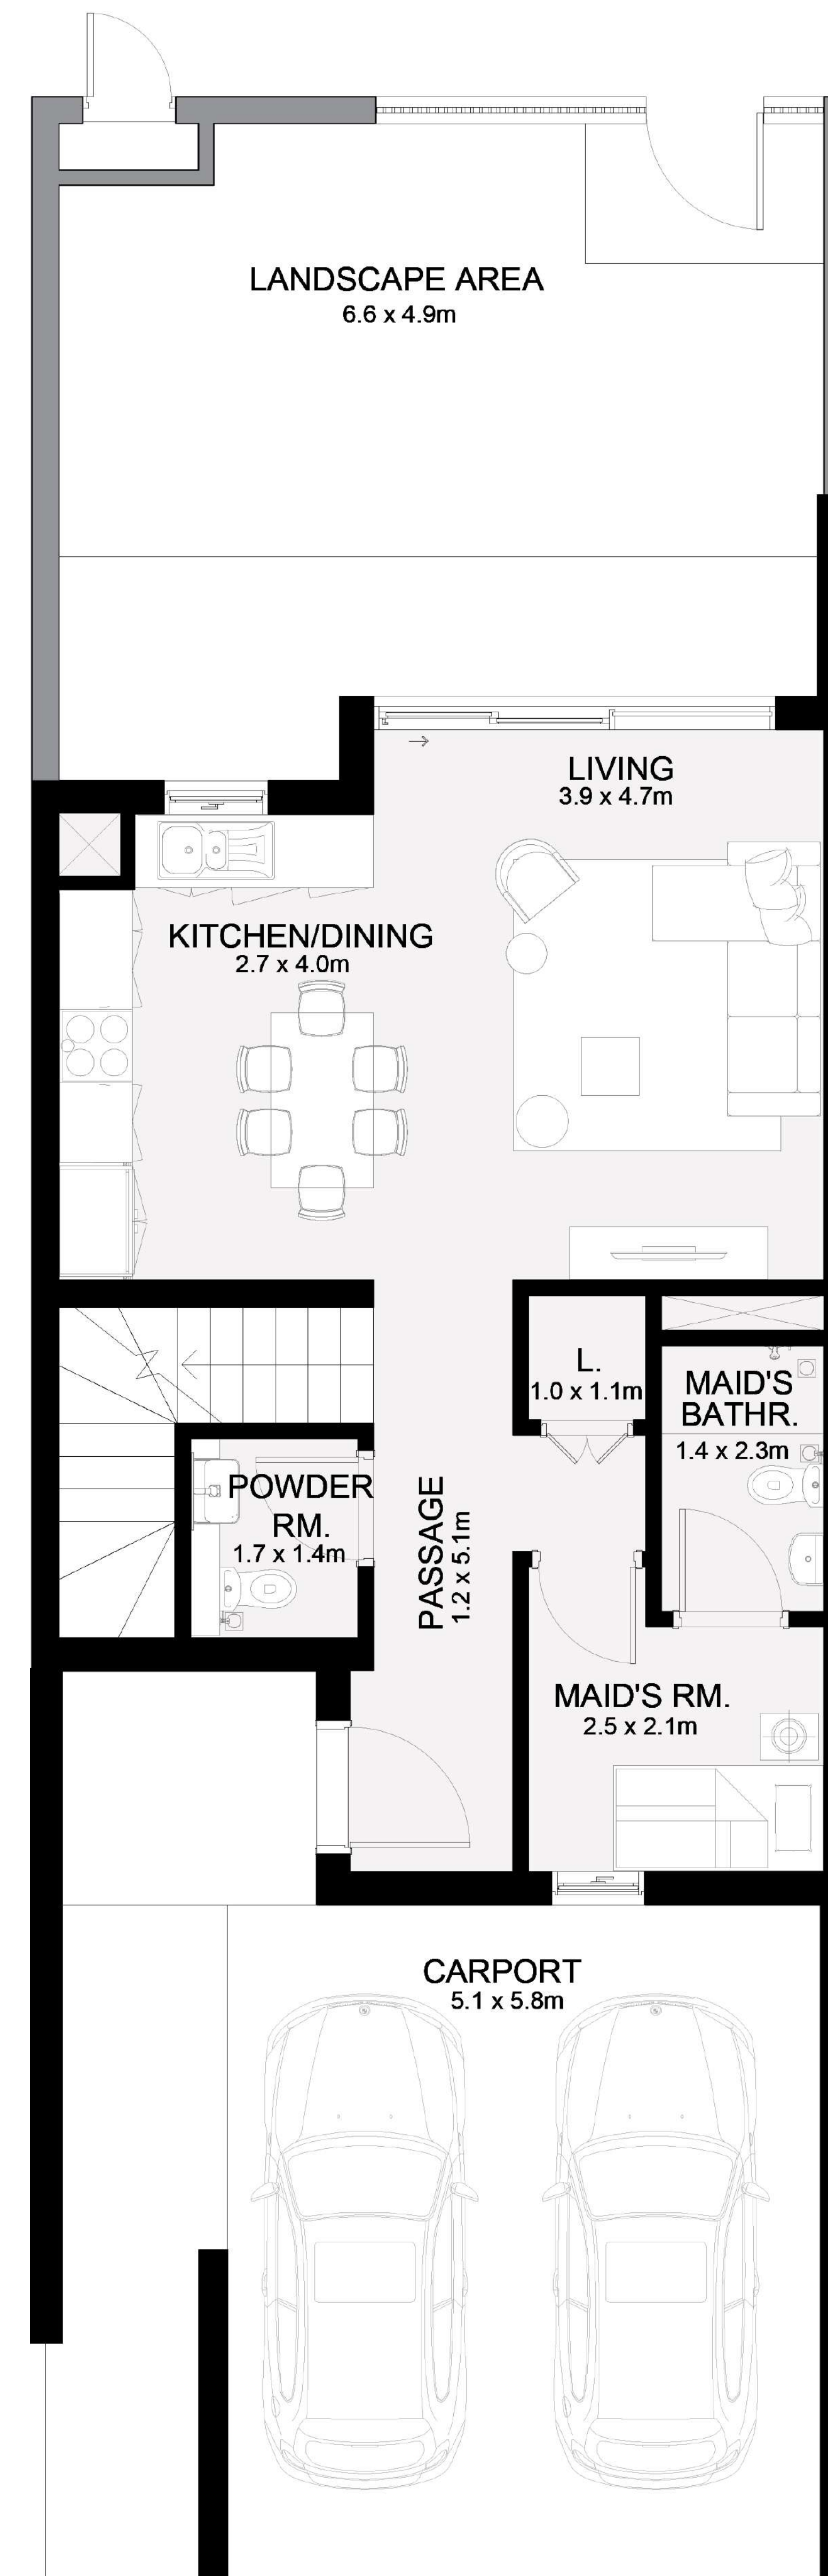 LANDSCAPE AREA
6.6 x 4.9m
LIVING
3.9 x 4.7m
KITCHEN/DINING
2.7 x 4.0m
L.
1.0 x 1.1m
MAID'S
BATHR.
1.4 x 2.3m
POWDER
RM.
1.7 x 1.4m
PASSAGE
1.2 x 5.1m
MAID'S RM.
2.5 x 2.1m
CARPORT
5.1 x 5.8m